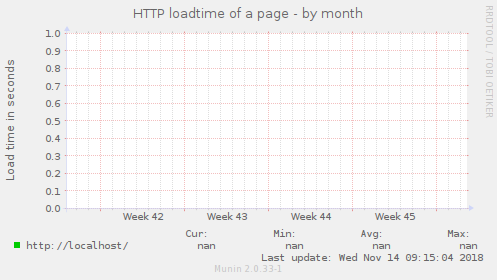 HTTP loadtime of a page - by month
RRDTOOL / TOBI OETIKER
Load time in seconds
1.0
0.9
0.8
0.7
0.6
0.5
0.4
0.3
0.2
0.1
0.0
Week 42 Week 43 Week 44 Week 45
Cur: Min: Avg: Max:
http://localhost/ nan nan nan nan
Last update: Wed Nov 14 09:15:04 2018
Munin 2.0.33-1